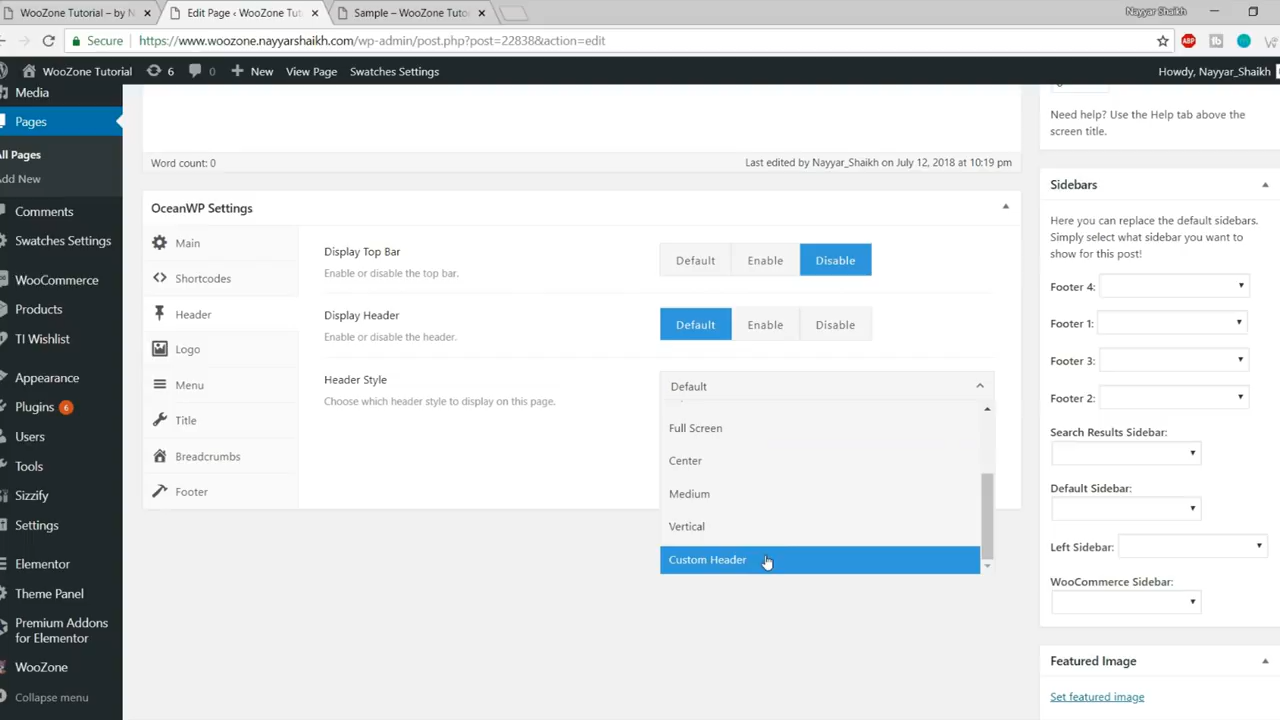 WooZone Tutorial – by N
Edit Page ‹ WooZone Tuto
Sample – WooZone Tuto
Nayyar Shaikh
Secure
https://www.woozone.nayyarshaikh.com/wp-admin/post.php?post=22838&action=edit
ABP
WooZone Tutorial
6
0
New
View Page
Swatches Settings
Howdy, Nayyar_Shaikh
Media
Pages
All Pages
Add New
Comments
Swatches Settings
WooCommerce
Products
TI Wishlist
Appearance
Plugins 6
Users
Tools
Sizzify
Settings
Elementor
Theme Panel
Premium Addons
for Elementor
WooZone
Collapse menu
Word count: 0
Last edited by Nayyar_Shaikh on July 12, 2018 at 10:19 pm
OceanWP Settings
Main
Shortcodes
Header
Logo
Menu
Title
Breadcrumbs
Footer
Display Top Bar
Enable or disable the top bar.
Default
Enable
Disable
Display Header
Enable or disable the header.
Default
Enable
Disable
Header Style
Choose which header style to display on this page.
Default
Full Screen
Center
Medium
Vertical
Custom Header
Need help? Use the Help tab above the
screen title.
Sidebars
Here you can replace the default sidebars.
Simply select what sidebar you want to
show for this post!
Footer 4:
Footer 1:
Footer 3:
Footer 2:
Search Results Sidebar:
Default Sidebar:
Left Sidebar:
WooCommerce Sidebar:
Featured Image
Set featured image